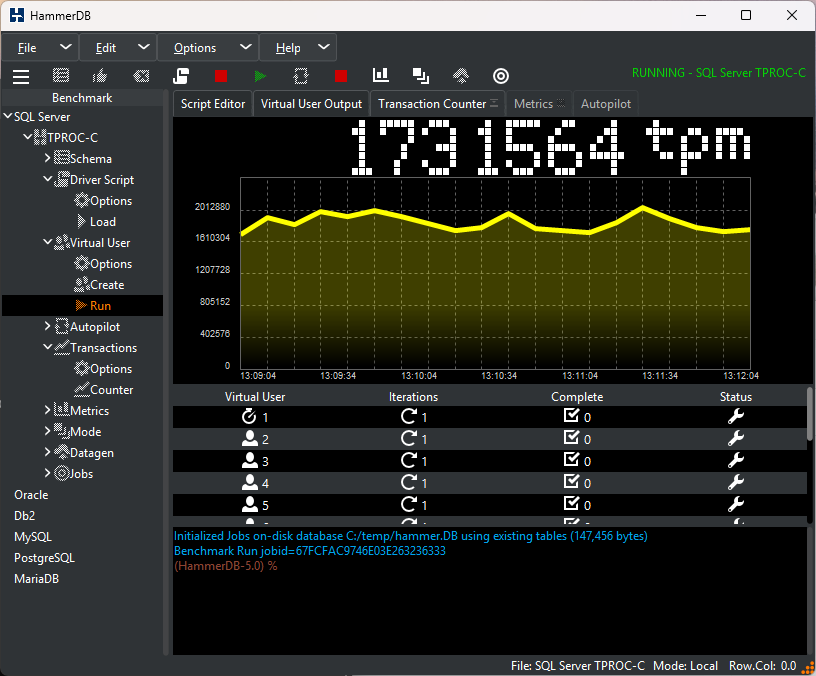 HammerDB
File Edit Options Help
RUNNING - SQL Server TPROC-C
Benchmark
SQL Server
TPROC-C
Schema
Driver Script
Options
Load
Virtual User
Options
Create
Run
Autopilot
Transactions
Options
Counter
Metrics
Mode
Datagen
Jobs
Oracle
Db2
MySQL
PostgreSQL
MariaDB
Script Editor Virtual User Output Transaction Counter Metrics Autopilot
1731564 tpm
2012880
1610304
1207728
805152
402576
0
13:09:04 13:09:34 13:10:04 13:10:34 13:11:04 13:11:34 13:12:04
Virtual User Iterations Complete Status
1 1 0
2 1 0
3 1 0
4 1 0
5 1 0
Initialized Jobs on-disk database C:/temp/hammer.DB using existing tables (147,456 bytes)
Benchmark Run jobid=67FCFAC9746E03E263236333
(HammerDB-5.0) %
File: SQL Server TPROC-C Mode: Local Row.Col: 0.0